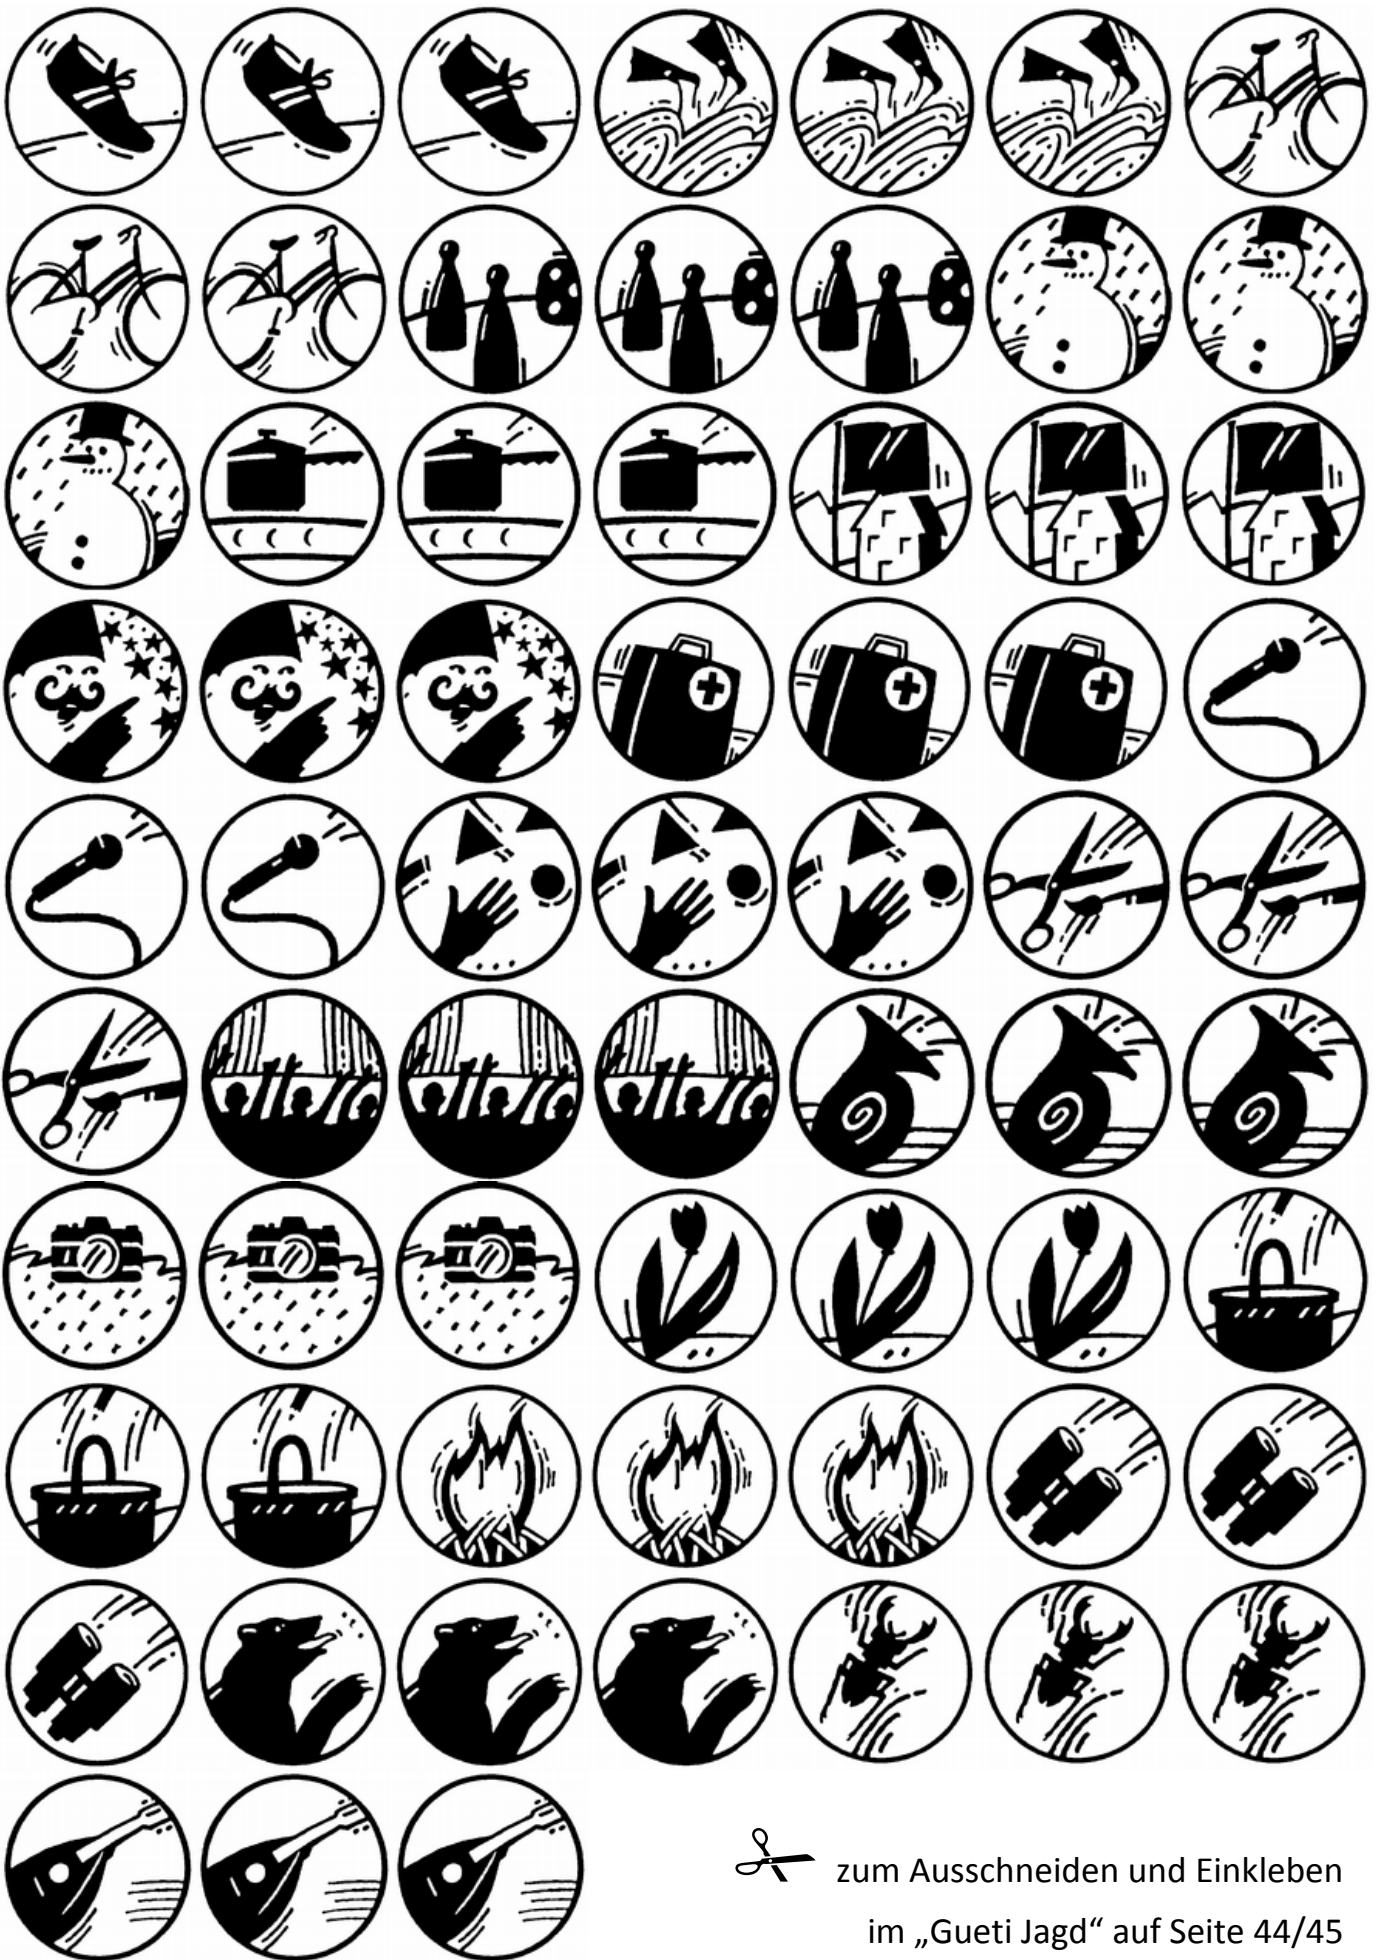 zum Ausschneiden und Einkleben
im „Gueti Jagd“ auf Seite 44/45